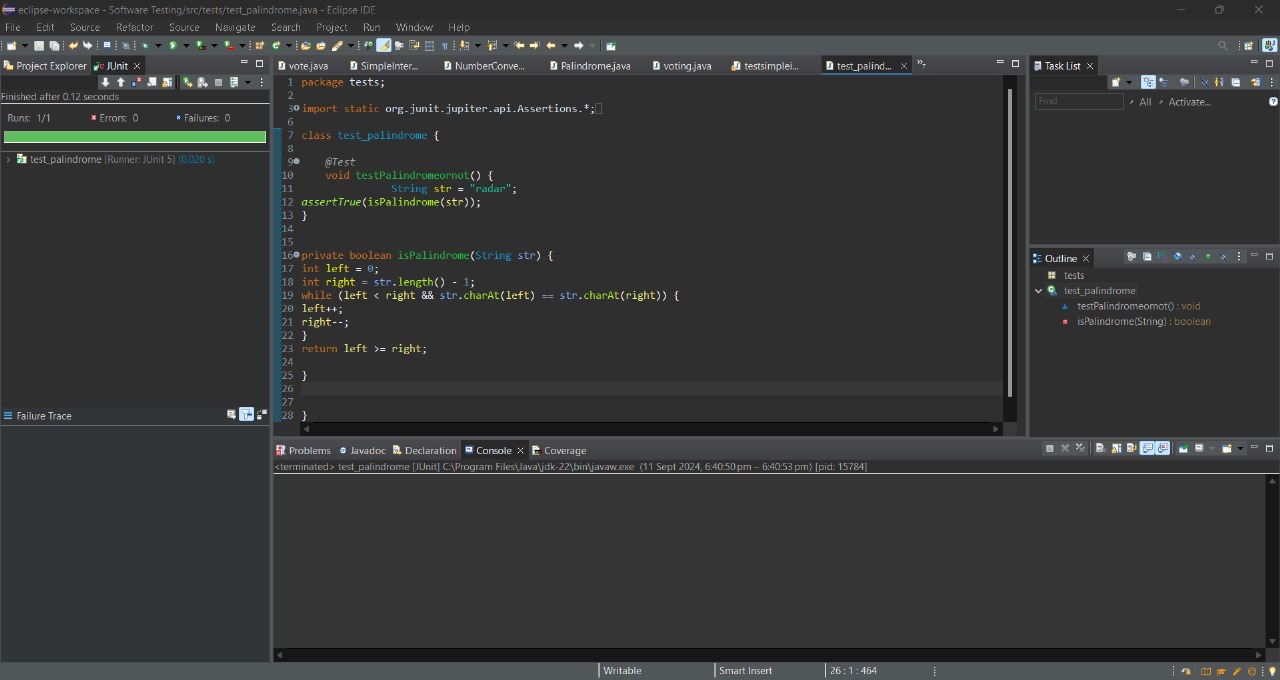 eclipse-workspace - Software Testing/src/tests/test_palindrome.java - Eclipse IDE
File Edit Source Refactor Source Navigate Search Project Run Window Help
Project Explorer JUnit
Finished after 0.12 seconds
Runs: 1/1 Errors: 0 Failures: 0
test_palindrome [Runner: JUnit 5] (0.020 s)
Failure Trace
vote.java SimpleInter... NumberConve... Palindrome.java voting.java testsimplei... test_palind... »7
1 package tests;
2
3 import static org.junit.jupiter.api.Assertions.*;
6
7 class test_palindrome {
8
9 @Test
10 void testPalindromeornot() {
11 String str = "radar";
12 assertTrue(isPalindrome(str));
13 }
14
15
16 private boolean isPalindrome(String str) {
17 int left = 0;
18 int right = str.length() - 1;
19 while (left < right && str.charAt(left) == str.charAt(right)) {
20 left++;
21 right--;
22 }
23 return left >= right;
24
25 }
26
27
28 }
Task List
Find All Activate...
Outline
tests
test_palindrome
testPalindromeornot() : void
isPalindrome(String) : boolean
Problems Javadoc Declaration Console Coverage
<terminated> test_palindrome [JUnit] C:\Program Files\Java\jdk-22\bin\javaw.exe (11 Sept 2024, 6:40:50 pm – 6:40:53 pm) [pid: 15784]
Writable Smart Insert 26 : 1 : 464